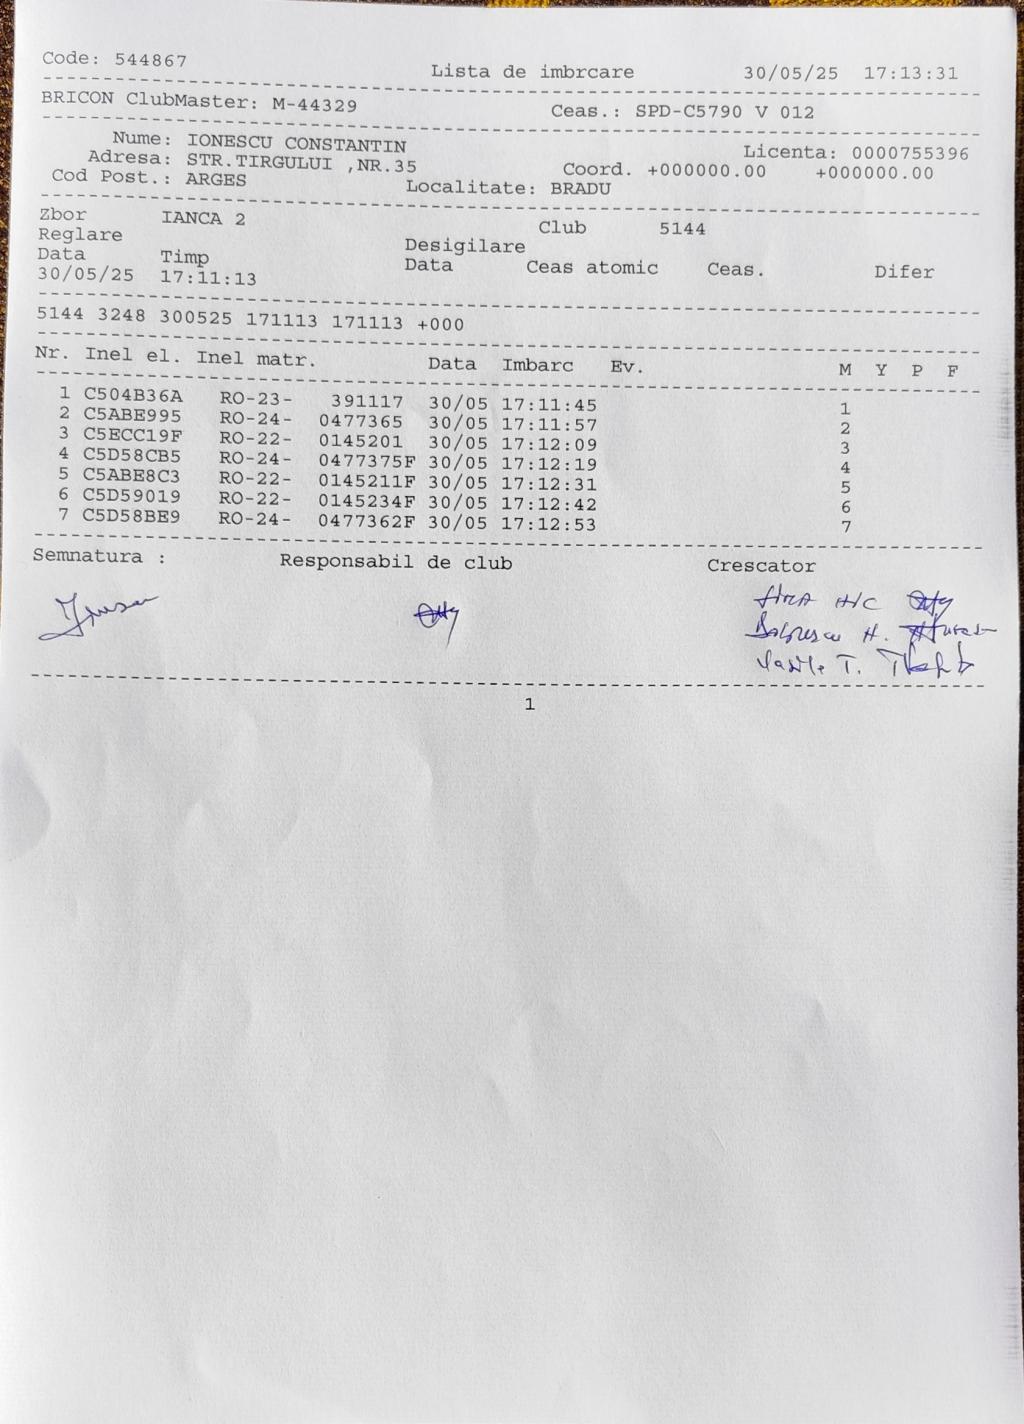 Code: 544867 Lista de imbrcare 30/05/25 17:13:31
BRICON ClubMaster: M-44329 Ceas.: SPD-C5790 V 012
Nume: IONESCU CONSTANTIN Licenta: 0000755396
Adresa: STR.TIRGULUI ,NR.35 Coord. +000000.00 +000000.00
Cod Post.: ARGES Localitate: BRADU
Zbor IANCA 2 Club 5144
Reglare Desigilare
Data Timp Data Ceas atomic Ceas. Difer
30/05/25 17:11:13
5144 3248 300525 171113 171113 +000
Nr. Inel el. Inel matr. Data Imbarc Ev. M Y P F
1 C504B36A RO-23- 391117 30/05 17:11:45 1
2 C5ABE995 RO-24- 0477365 30/05 17:11:57 2
3 C5ECC19F RO-22- 0145201 30/05 17:12:09 3
4 C5D58CB5 RO-24- 0477375F 30/05 17:12:19 4
5 C5ABE8C3 RO-22- 0145211F 30/05 17:12:31 5
6 C5D59019 RO-22- 0145234F 30/05 17:12:42 6
7 C5D58BE9 RO-24- 0477362F 30/05 17:12:53 7
Semnatura : Responsabil de club Crescator
Vasile T.
1